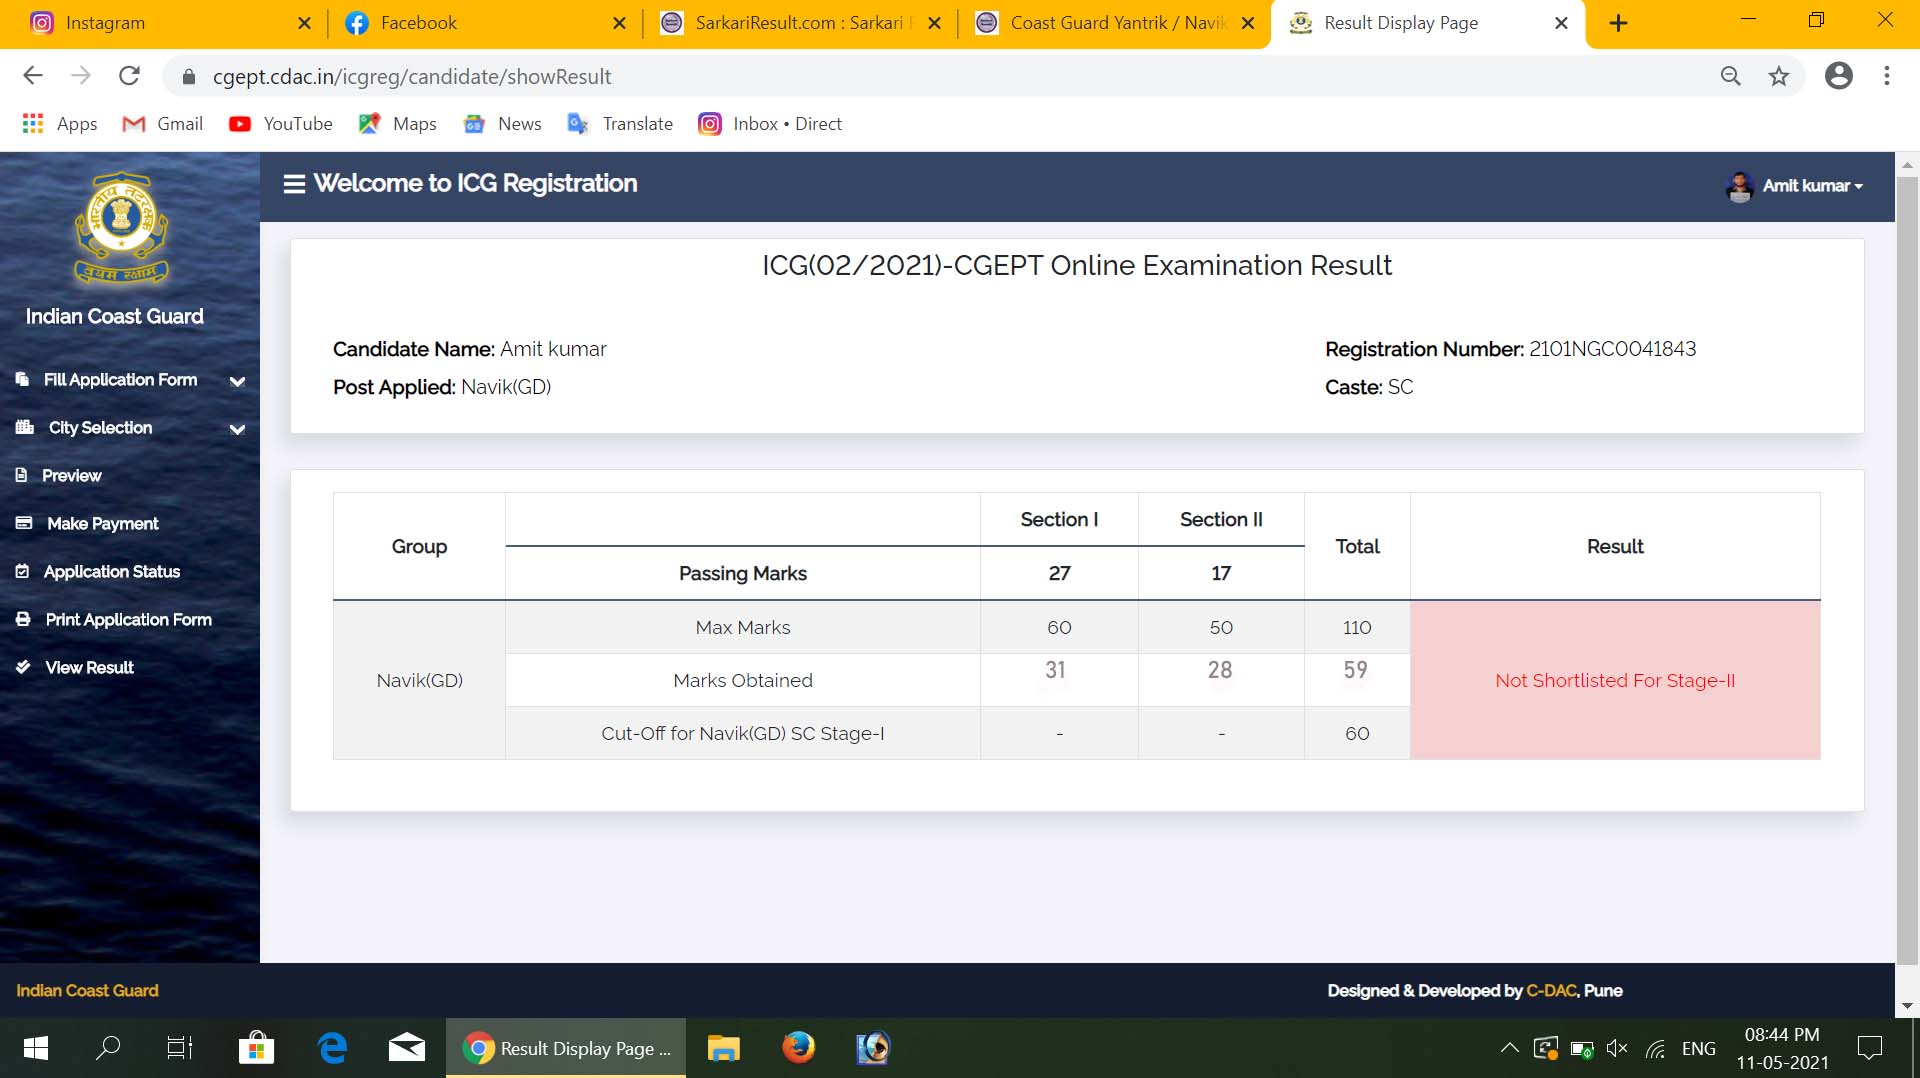 Instagram
Facebook
SarkariResult.com : Sarkari
Coast Guard Yantrik / Navik
Result Display Page
cgept.cdac.in/icgreg/candidate/showResult
Apps
Gmail
YouTube
Maps
News
Translate
Inbox • Direct
भारतीय तटरक्षक
वयम रक्षामः
Indian Coast Guard
Fill Application Form
City Selection
Preview
Make Payment
Application Status
Print Application Form
View Result
Welcome to ICG Registration
Amit kumar
ICG(02/2021)-CGEPT Online Examination Result
Candidate Name: Amit kumar
Registration Number: 2101NGC0041843
Post Applied: Navik(GD)
Caste: SC
Group Section I Section II Total Result
Passing Marks 27 17
Navik(GD) Max Marks 60 50 110 Not Shortlisted For Stage-II
Marks Obtained 31 28 59
Cut-Off for Navik(GD) SC Stage-I - - 60
Indian Coast Guard
Designed & Developed by C-DAC, Pune
Result Display Page ...
ENG
08:44 PM
11-05-2021